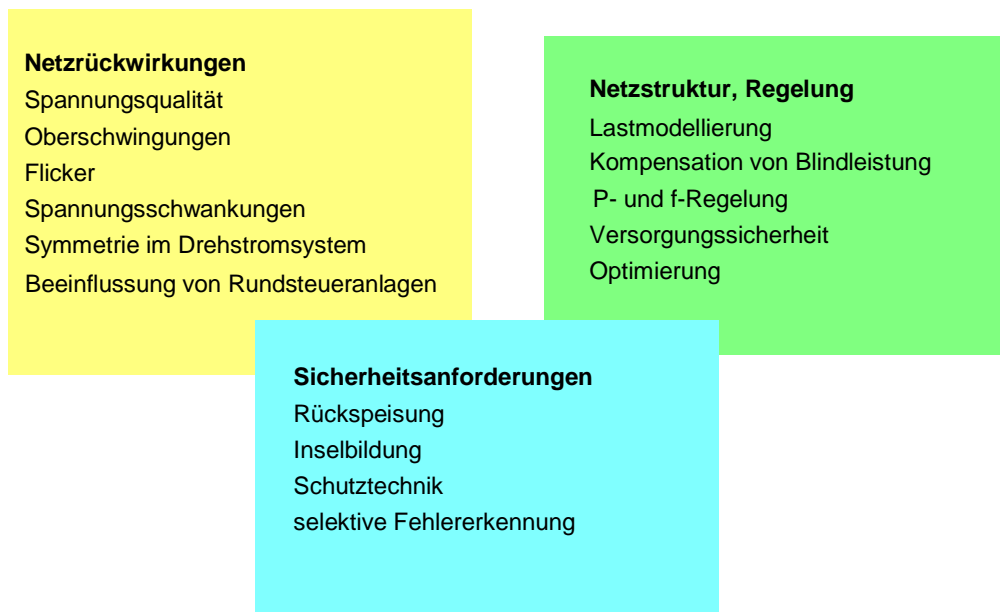 Netzrückwirkungen
Spannungsqualität
Oberschwingungen
Flicker
Spannungsschwankungen
Symmetrie im Drehstromsystem
Beeinflussung von Rundsteueranlagen
Netzstruktur, Regelung
Lastmodellierung
Kompensation von Blindleistung
P- und f-Regelung
Versorgungssicherheit
Optimierung
Sicherheitsanforderungen
Rückspeisung
Inselbildung
Schutztechnik
selektive Fehlererkennung